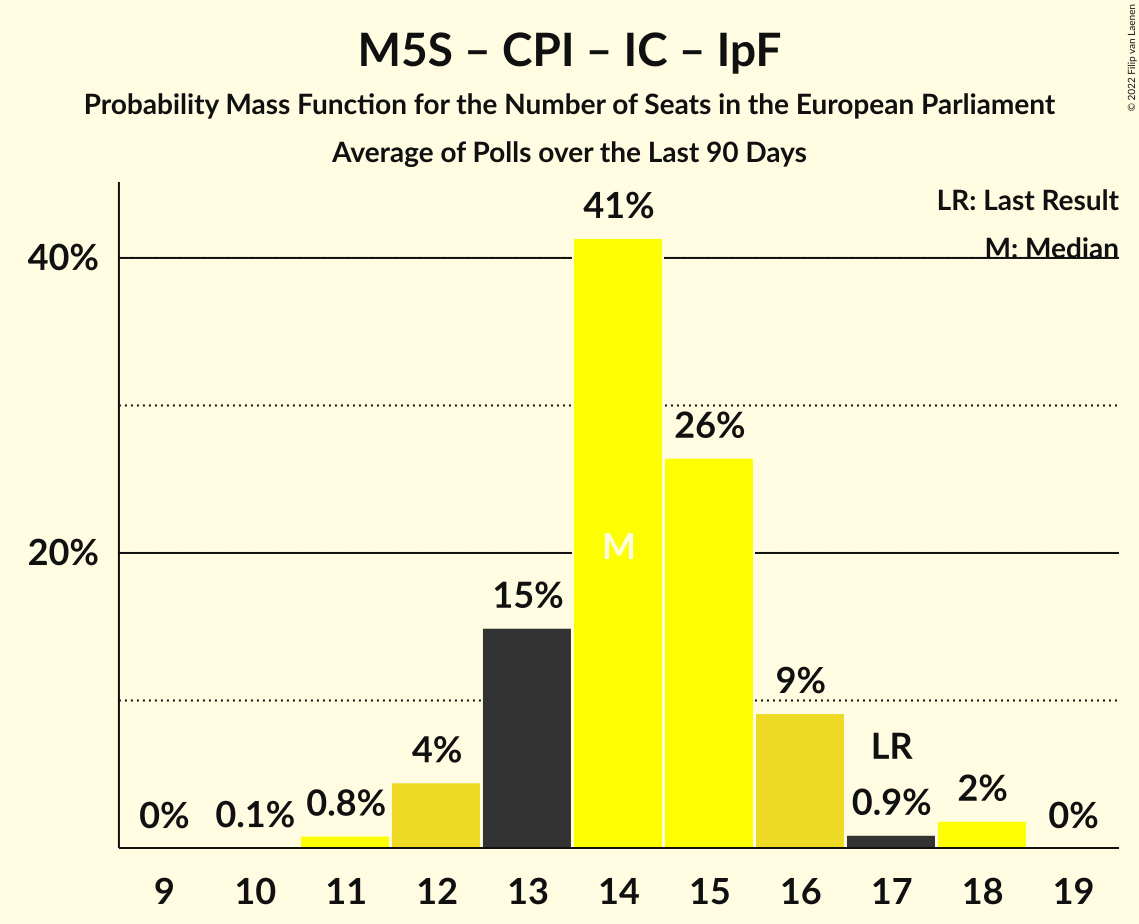 M5S – CPI – IC – IpF
Probability Mass Function for the Number of Seats in the European Parliament
Average of Polls over the Last 90 Days
© 2022 Filip van Laenen
LR: Last Result
M: Median
40%
20%
0%
0.1%
0.8%
4%
15%
41%
M
26%
9%
LR
0.9%
2%
0%
9 10 11 12 13 14 15 16 17 18 19